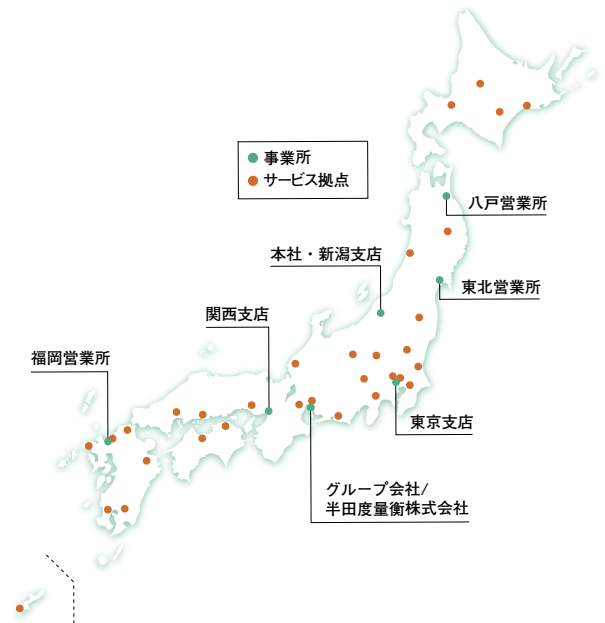 事業所
サービス拠点
八戸営業所
本社・新潟支店
東北営業所
関西支店
福岡営業所
東京支店
グループ会社/
半田度量衡株式会社